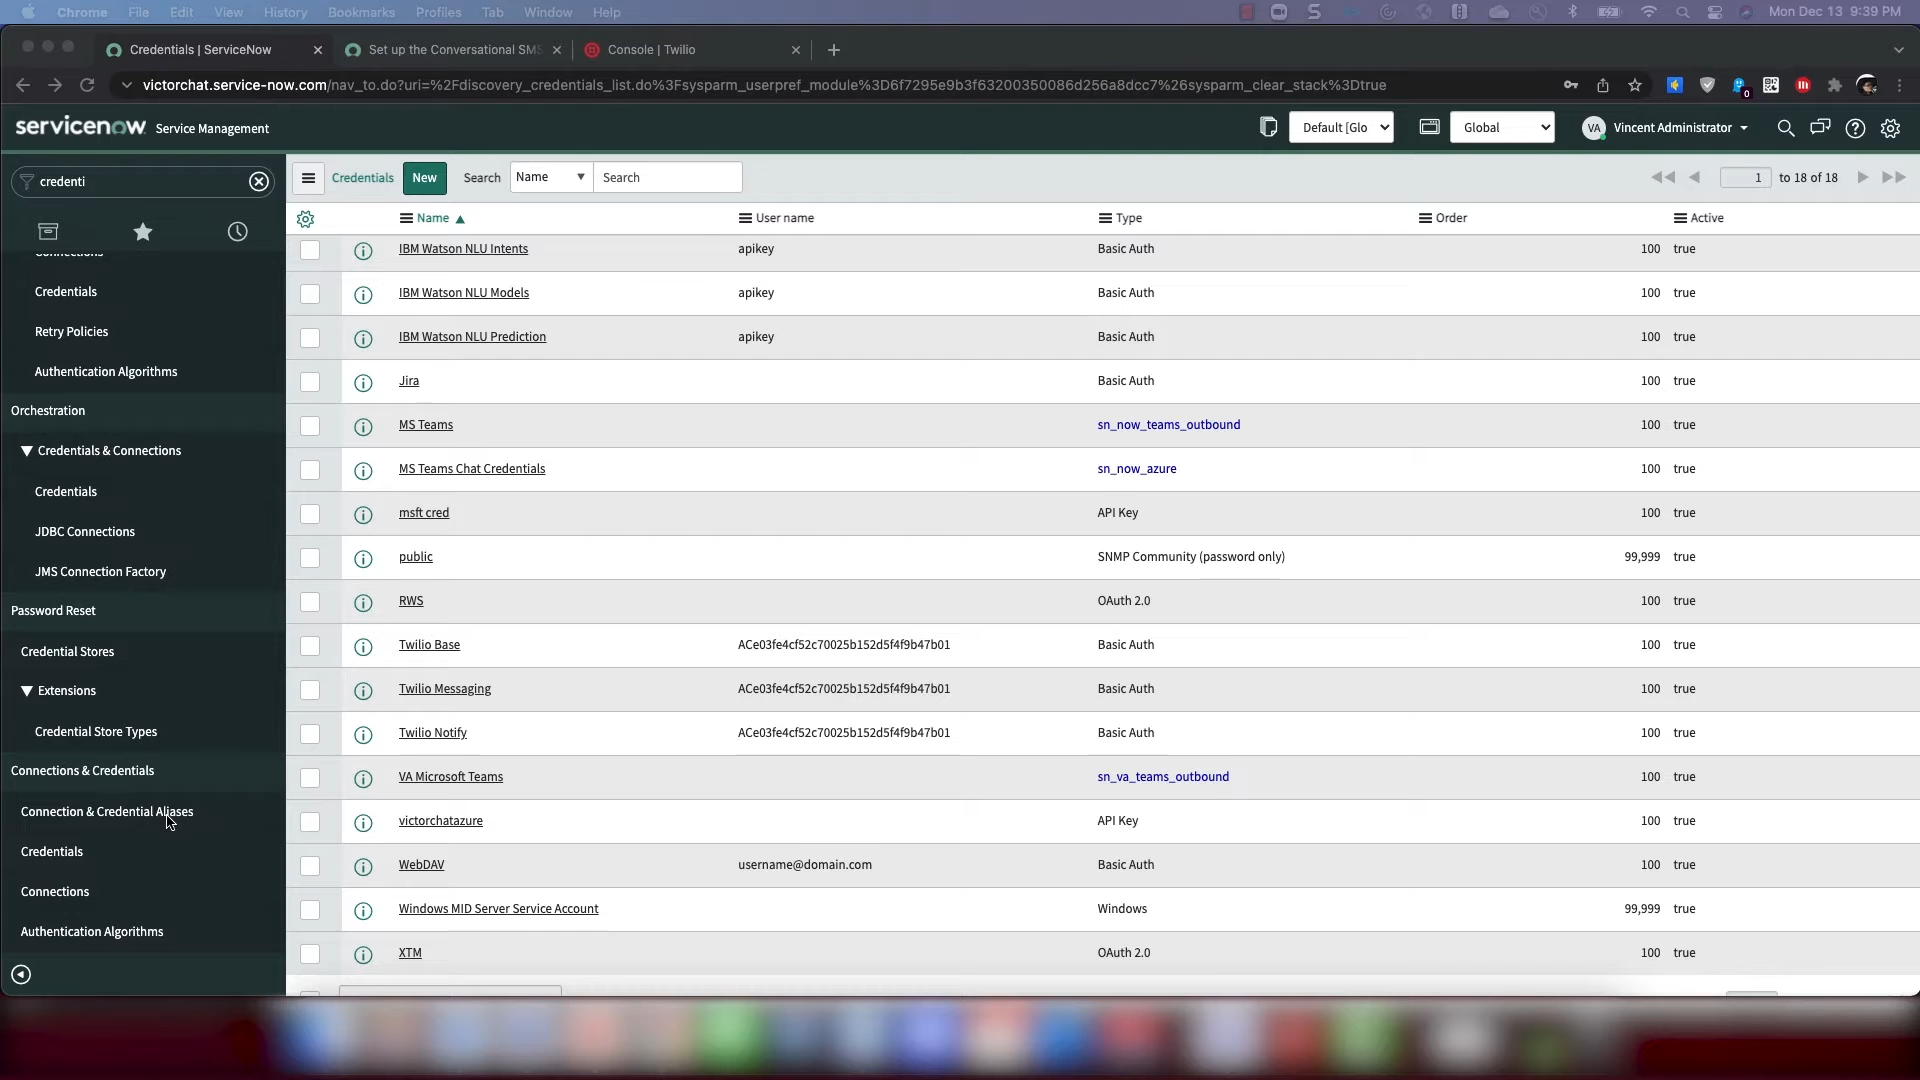 Chrome File Edit View History Bookmarks Profiles Tab Window Help Mon Dec 13 9:39 PM
Credentials | ServiceNow Set up the Conversational SMS Console | Twilio
victorchat.service-now.com/nav_to.do?uri=%2Fdiscovery_credentials_list.do%3Fsysparm_userpref_module%3D6f7295e9b3f63200350086d256a8dcc7%26sysparm_clear_stack%3Dtrue
servicenow Service Management Default [Glo Global VA Vincent Administrator
credenti
Connections
Credentials
Retry Policies
Authentication Algorithms
Orchestration
Credentials & Connections
Credentials
JDBC Connections
JMS Connection Factory
Password Reset
Credential Stores
Extensions
Credential Store Types
Connections & Credentials
Connection & Credential Aliases
Credentials
Connections
Authentication Algorithms
Credentials New Search Name Search 1 to 18 of 18
Name User name Type Order Active
IBM Watson NLU Intents apikey Basic Auth 100 true
IBM Watson NLU Models apikey Basic Auth 100 true
IBM Watson NLU Prediction apikey Basic Auth 100 true
Jira Basic Auth 100 true
MS Teams sn_now_teams_outbound 100 true
MS Teams Chat Credentials sn_now_azure 100 true
msft cred API Key 100 true
public SNMP Community (password only) 99,999 true
RWS OAuth 2.0 100 true
Twilio Base ACe03fe4cf52c70025b152d5f4f9b47b01 Basic Auth 100 true
Twilio Messaging ACe03fe4cf52c70025b152d5f4f9b47b01 Basic Auth 100 true
Twilio Notify ACe03fe4cf52c70025b152d5f4f9b47b01 Basic Auth 100 true
VA Microsoft Teams sn_va_teams_outbound 100 true
victorchatazure API Key 100 true
WebDAV username@domain.com Basic Auth 100 true
Windows MID Server Service Account Windows 99,999 true
XTM OAuth 2.0 100 true